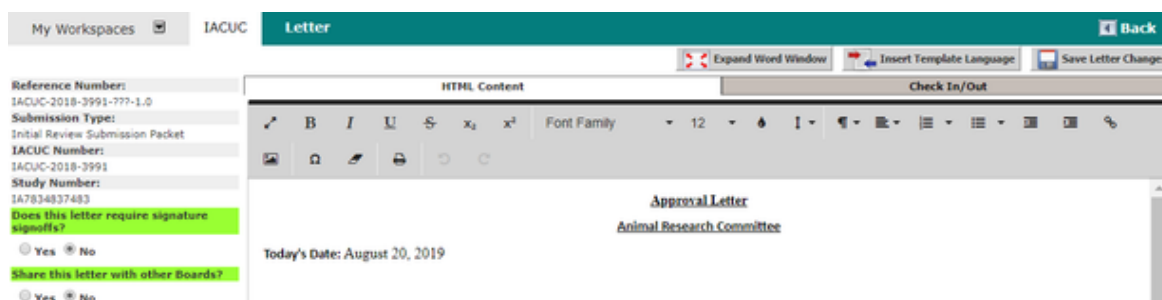 My Workspaces IACUC Letter Back
Expand Word Window Insert Template Language Save Letter Change
Reference Number: HTML Content Check In/Out
IACUC-2018-3991-???-1.0
Submission Type:
Initial Review Submission Packet
B I U S x₂ x² Font Family 12
IACUC Number:
IACUC-2018-3991
Ω
Study Number:
IA7834837483
Approval Letter
Does this letter require signature
signoffs?
Animal Research Committee
Yes No
Today's Date: August 20, 2019
Share this letter with other Boards?
Yes No